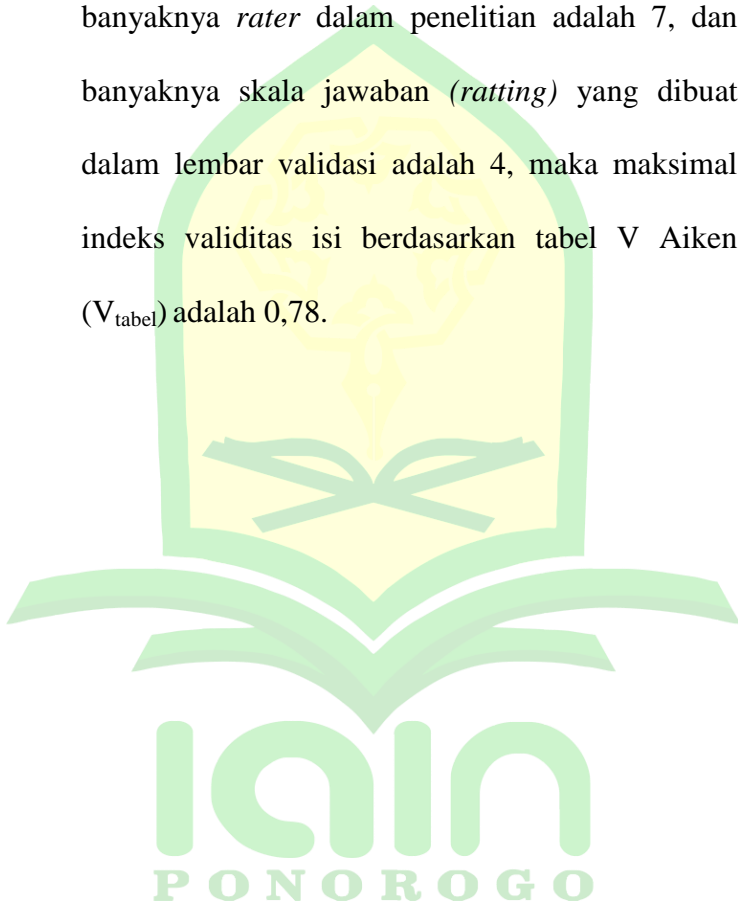 banyaknya rater dalam penelitian adalah 7, dan
banyaknya skala jawaban (ratting) yang dibuat
dalam lembar validasi adalah 4, maka maksimal
indeks validitas isi berdasarkan tabel V Aiken
(Vtabel) adalah 0,78.
iain
PONOROGO